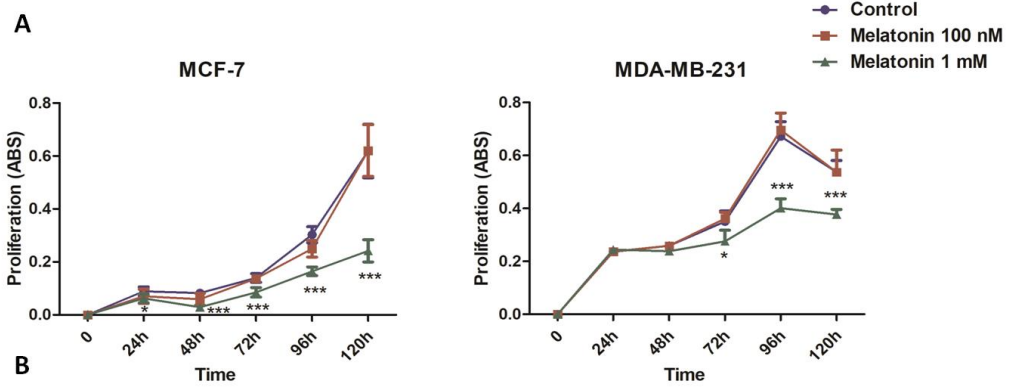 A
Control
Melatonin 100 nM
Melatonin 1 mM
MCF-7
MDA-MB-231
Proliferation (ABS)
0.8
0.6
0.4
0.2
0.0
*
***
***
***
***
0
24h
48h
72h
96h
120h
Time
Proliferation (ABS)
0.8
0.6
0.4
0.2
0.0
*
***
***
0
24h
48h
72h
96h
120h
Time
B